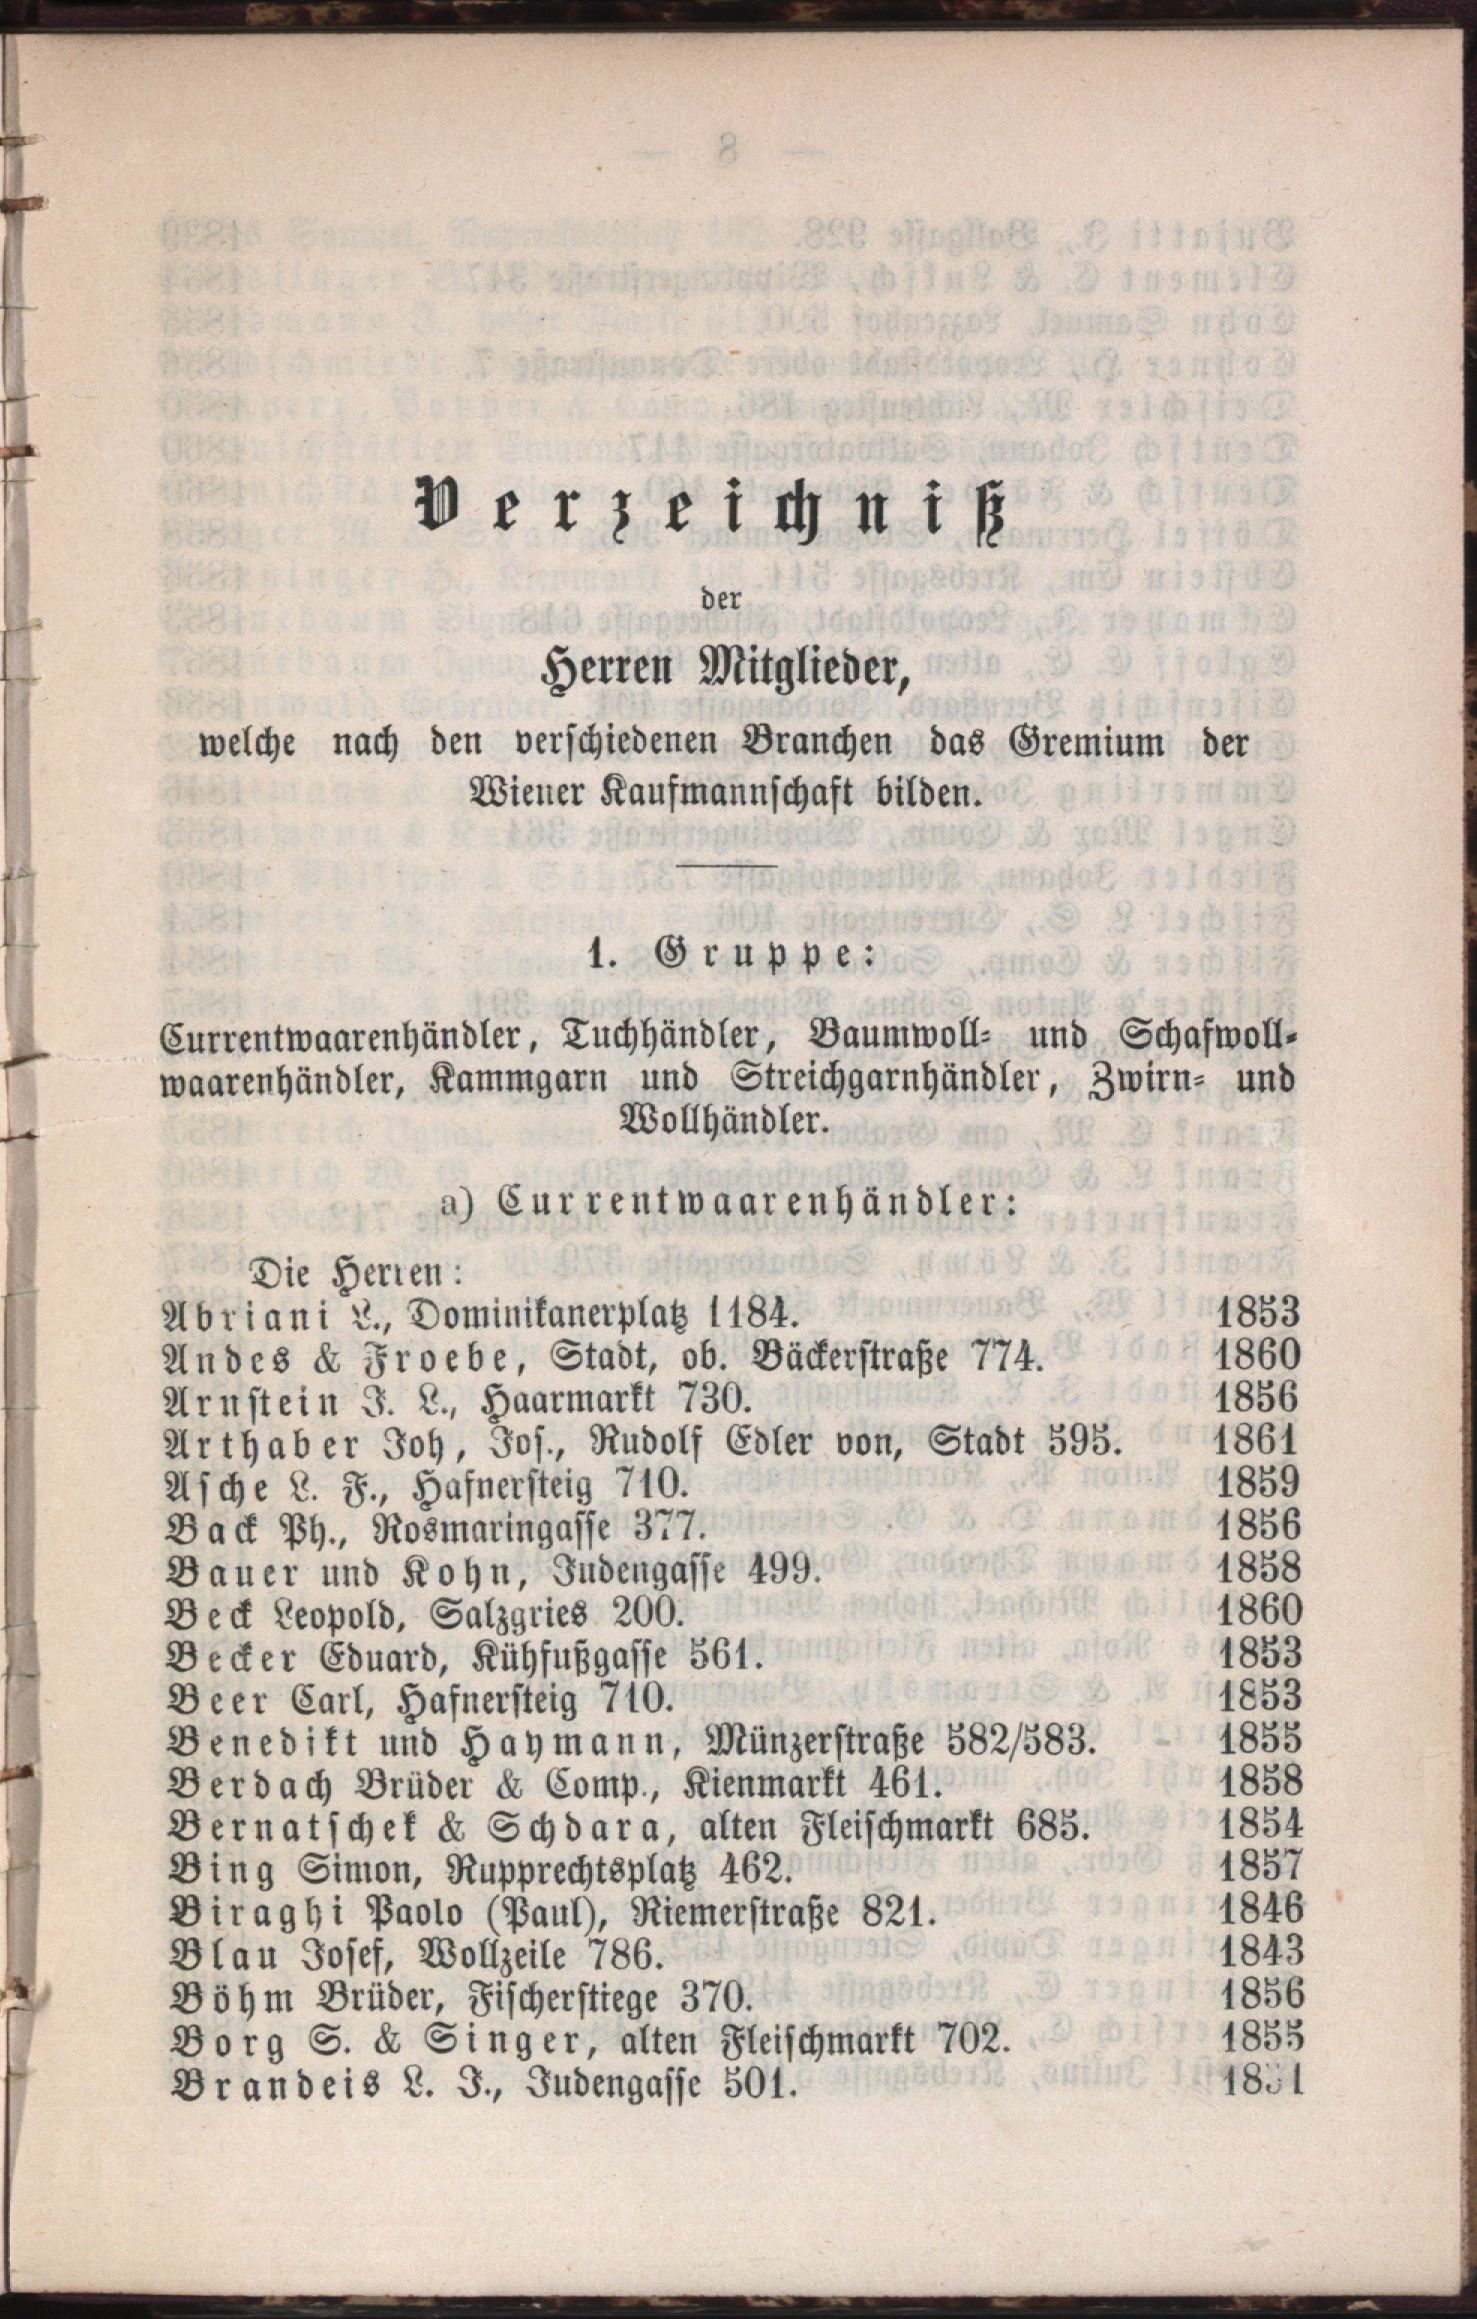 Verzeichniß
der
Herren Mitglieder,
welche nach den verschiedenen Branchen das Gremium der
Wiener Kaufmannschaft bilden.
1. Gruppe:
Currentwaarenhändler, Tuchhändler, Baumwoll- und Schafwoll-
waarenhändler, Kammgarn und Streichgarnhändler, Zwirn- und
Wollhändler.
a) Currentwaarenhändler:
Die Herren:
Abriani L., Dominikanerplatz 1184. 1853
Andes & Froebe, Stadt, ob. Bäckerstraße 774. 1860
Arnstein J. L., Haarmarkt 730. 1856
Arthaber Joh, Jos., Rudolf Edler von, Stadt 595. 1861
Asche L. F., Hafnersteig 710. 1859
Back Ph., Rosmaringasse 377. 1856
Bauer und Kohn, Judengasse 499. 1858
Beck Leopold, Salzgries 200. 1860
Becker Eduard, Kühfußgasse 561. 1853
Beer Carl, Hafnersteig 710. 1853
Benedikt und Haymann, Münzerstraße 582/583. 1855
Berdach Brüder & Comp., Kienmarkt 461. 1858
Bernatschek & Schdara, alten Fleischmarkt 685. 1854
Bing Simon, Rupprechtsplatz 462. 1857
Biraghi Paolo (Paul), Riemerstraße 821. 1846
Blau Josef, Wollzeile 786. 1843
Böhm Brüder, Fischerstiege 370. 1856
Borg S. & Singer, alten Fleischmarkt 702. 1855
Brandeis L. J., Judengasse 501.